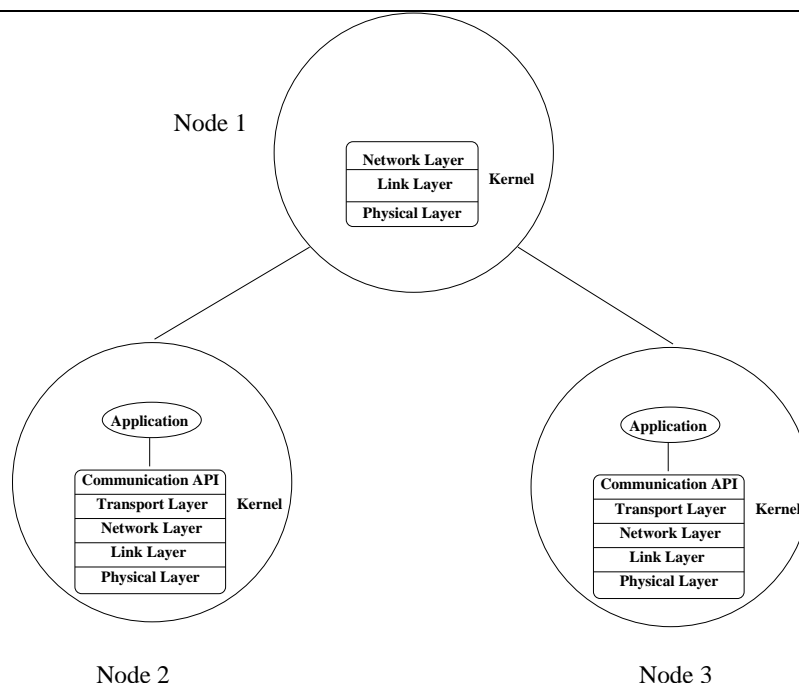 Node 1
Network Layer
Link Layer
Physical Layer
Kernel
Application
Communication API
Transport Layer
Network Layer
Link Layer
Physical Layer
Kernel
Node 2
Application
Communication API
Transport Layer
Network Layer
Link Layer
Physical Layer
Kernel
Node 3